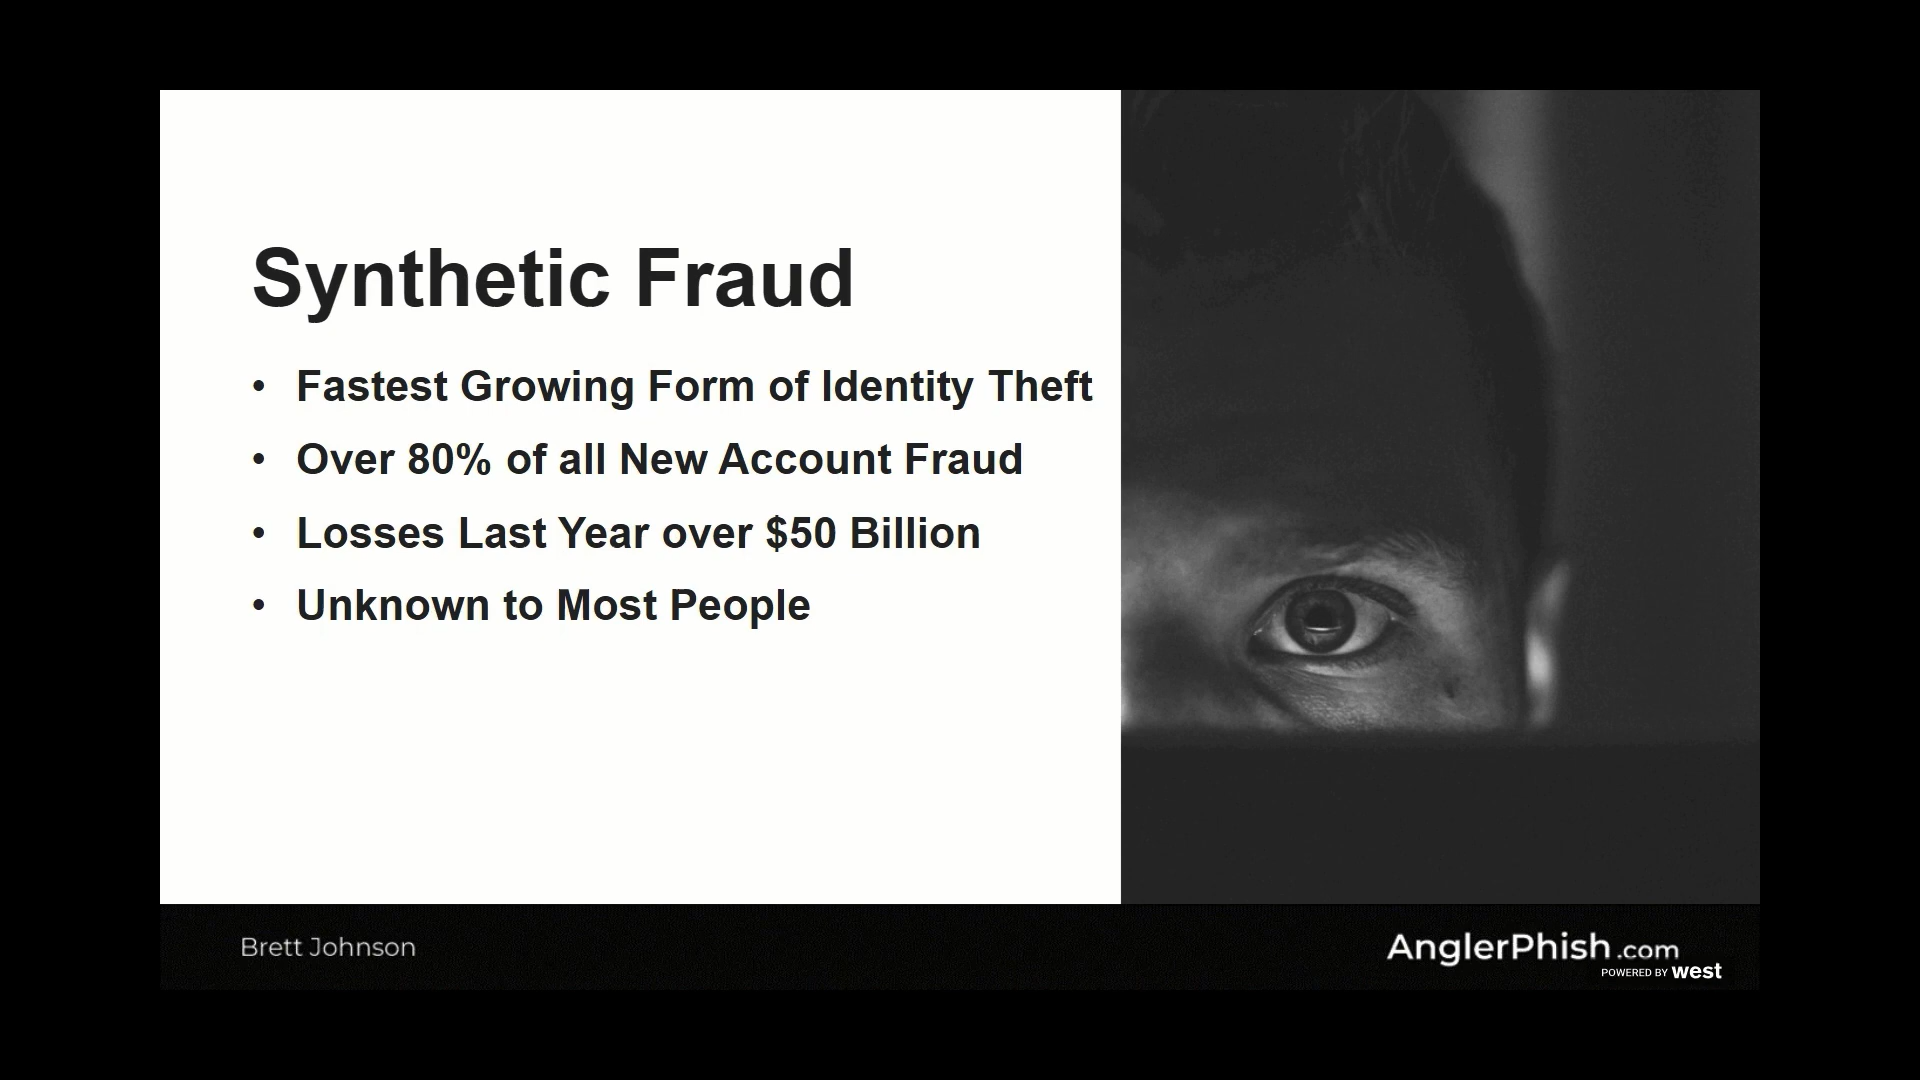 Synthetic Fraud
• Fastest Growing Form of Identity Theft
• Over 80% of all New Account Fraud
• Losses Last Year over $50 Billion
• Unknown to Most People
Brett Johnson
AnglerPhish.com
POWERED BY west